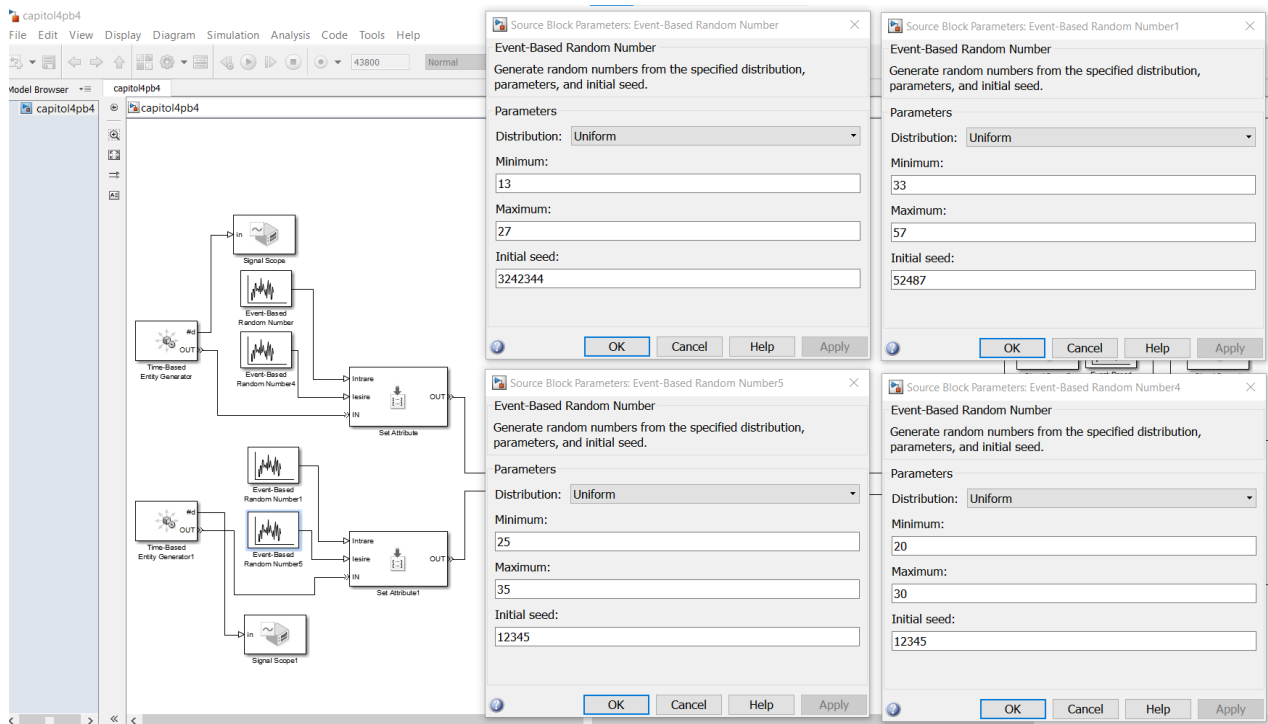 capitol4pb4
File Edit View Display Diagram Simulation Analysis Code Tools Help
43800 Normal
Model Browser
capitol4pb4
capitol4pb4
capitol4pb4
in
Signal Scope
Event-Based
Random Number
#d
OUT
Time-Based
Entity Generator
Event-Based
Random Number4
Intrare
Iesire
IN
OUT
Set Attribute
Event-Based
Random Number1
#d
OUT
Time-Based
Entity Generator1
Event-Based
Random Number5
Intrare
Iesire
IN
OUT
Set Attribute1
in
Signal Scope1
Source Block Parameters: Event-Based Random Number
Event-Based Random Number
Generate random numbers from the specified distribution,
parameters, and initial seed.
Parameters
Distribution: Uniform
Minimum:
13
Maximum:
27
Initial seed:
3242344
OK Cancel Help Apply
Source Block Parameters: Event-Based Random Number1
Event-Based Random Number
Generate random numbers from the specified distribution,
parameters, and initial seed.
Parameters
Distribution: Uniform
Minimum:
33
Maximum:
57
Initial seed:
52487
OK Cancel Help Apply
Source Block Parameters: Event-Based Random Number5
Event-Based Random Number
Generate random numbers from the specified distribution,
parameters, and initial seed.
Parameters
Distribution: Uniform
Minimum:
25
Maximum:
35
Initial seed:
12345
OK Cancel Help Apply
Source Block Parameters: Event-Based Random Number4
Event-Based Random Number
Generate random numbers from the specified distribution,
parameters, and initial seed.
Parameters
Distribution: Uniform
Minimum:
20
Maximum:
30
Initial seed:
12345
OK Cancel Help Apply